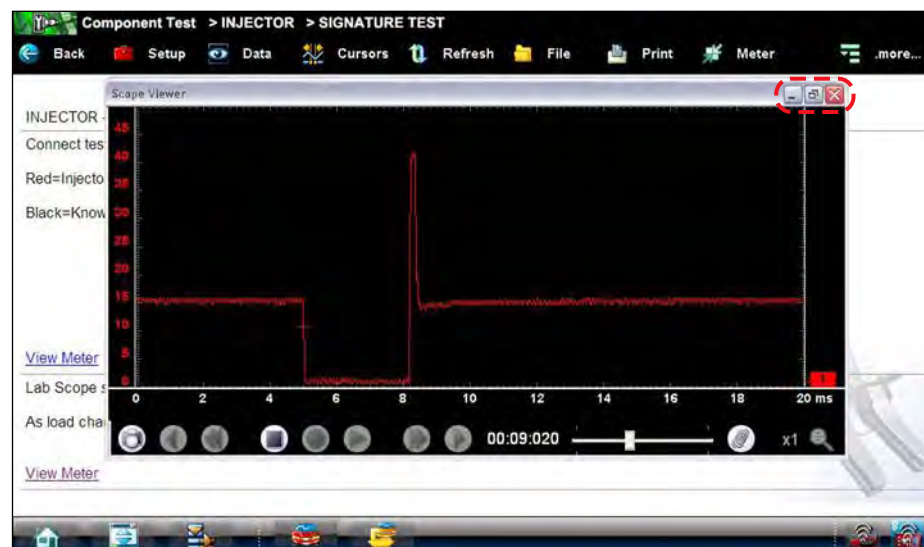 Component Test > INJECTOR > SIGNATURE TEST
Back Setup Data Cursors Refresh File Print Meter .more...
Scope Viewer
INJECTOR -
Connect tes
Red=Injecto
Black=Know
45
40
35
30
25
20
15
10
5
0
1
0 2 4 6 8 10 12 14 16 18 20 ms
View Meter
Lab Scope s
As load cha
00:09:020 x1
View Meter